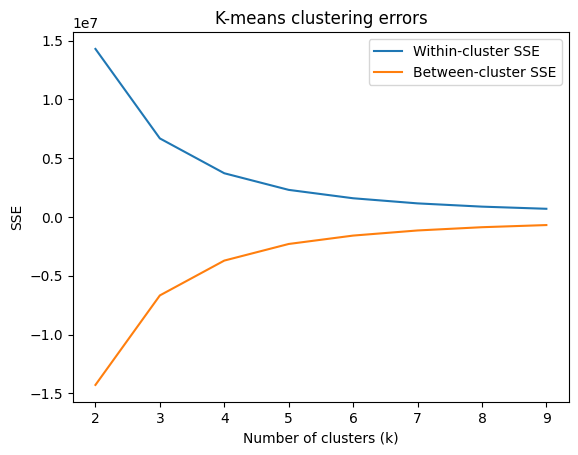 K-means clustering errors
1e7
Within-cluster SSE
Between-cluster SSE
1.5
1.0
0.5
0.0
−0.5
−1.0
−1.5
SSE
2 3 4 5 6 7 8 9
Number of clusters (k)